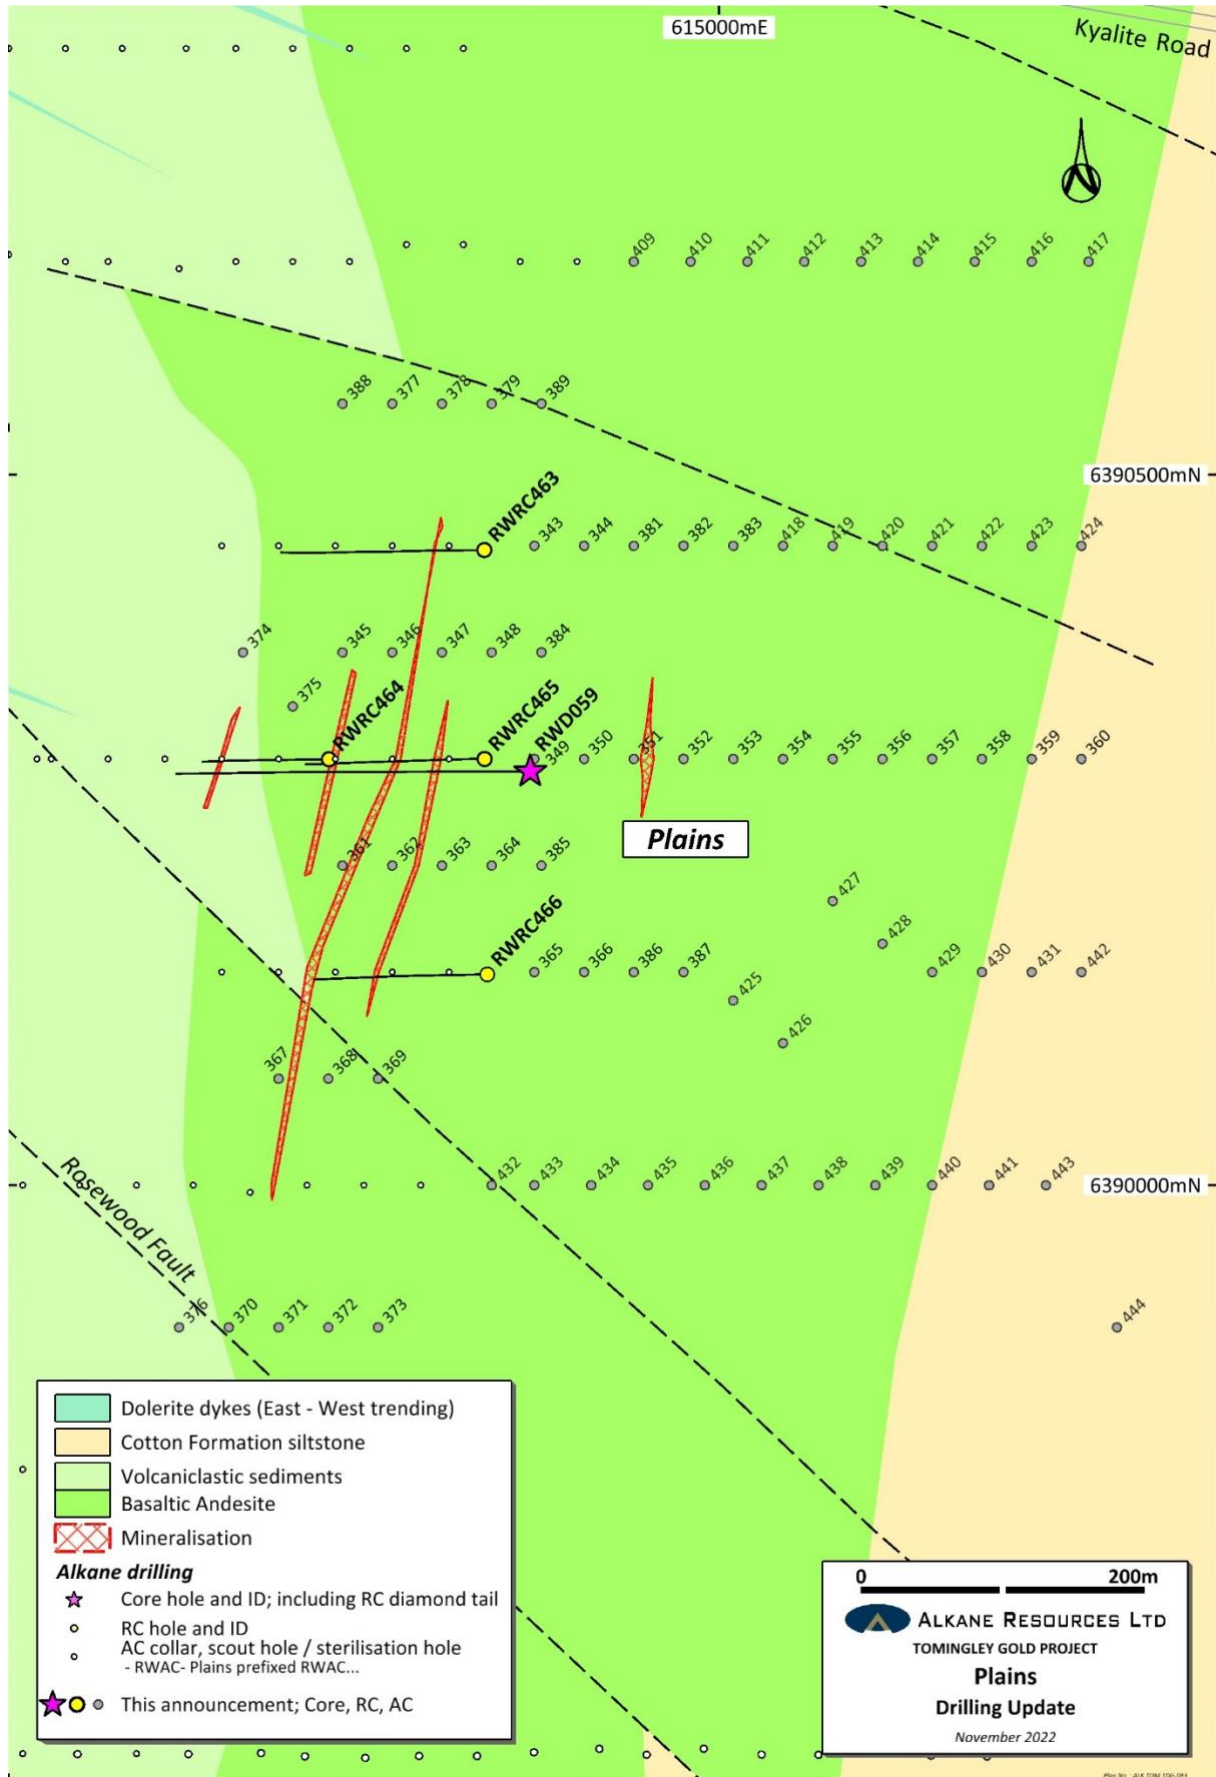 615000mE
Kyalite Road
409 410 411 412 413 414 415 416 417
388 377 378 379 389
6390500mN
RWRC463
343 344 381 382 383 418 419 420 421 422 423 424
374 345 346 347 348 384
375
RWRC464 RWRC465 RWD059
349 350 351 352 353 354 355 356 357 358 359 360
Plains
361 362 363 364 385
427
RWRC466
428
365 366 386 387
429 430 431 442
425
426
367 368 369
432 433 434 435 436 437 438 439 440 441 443
6390000mN
Rosewood Fault
376 370 371 372 373
444
Dolerite dykes (East - West trending)
Cotton Formation siltstone
Volcaniclastic sediments
Basaltic Andesite
Mineralisation
Alkane drilling
Core hole and ID; including RC diamond tail
RC hole and ID
AC collar, scout hole / sterilisation hole
- RWAC- Plains prefixed RWAC...
This announcement; Core, RC, AC
0 200m
ALKANE RESOURCES LTD
TOMINGLEY GOLD PROJECT
Plains
Drilling Update
November 2022